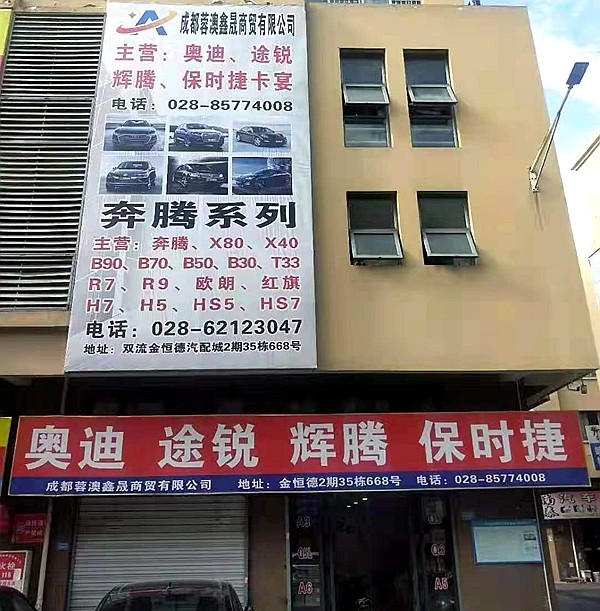 成都蓉澳鑫晟商贸有限公司
主营：奥迪、途锐
辉腾、保时捷卡宴
电话：028-85774008
奔腾系列
主营：奔腾、X80、X40
B90、B70、B50、B30、T33
R7、R9、欧朗、红旗
H7、H5、HS5、HS7
电话：028-62123047
地址：双流金恒德汽配城2期35栋668号
奥迪 途锐 辉腾 保时捷
成都蓉澳鑫晟商贸有限公司 地址：金恒德2期35栋668号 电话：028-85774008
A6
A5